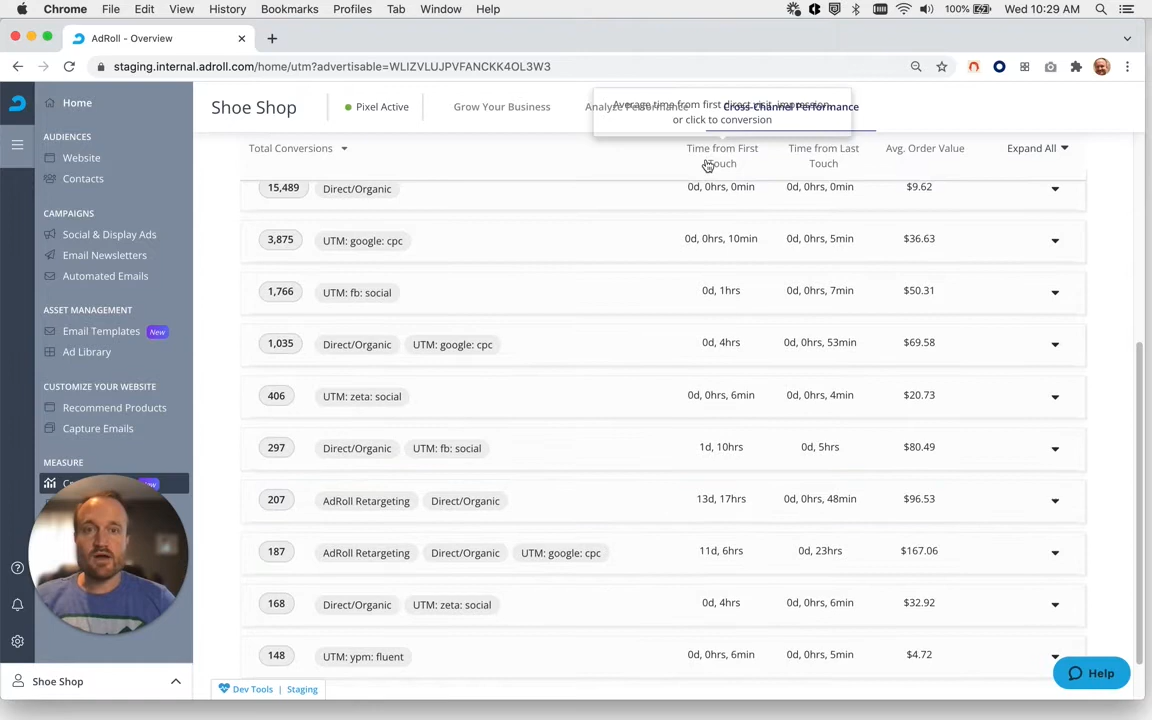 Chrome File Edit View History Bookmarks Profiles Tab Window Help 100% Wed 10:29 AM
AdRoll - Overview
staging.internal.adroll.com/home/utm?advertisable=WLIZVLUJPVFANCKK4OL3W3
Home
AUDIENCES
Website
Contacts
CAMPAIGNS
Social & Display Ads
Email Newsletters
Automated Emails
ASSET MANAGEMENT
Email Templates New
Ad Library
CUSTOMIZE YOUR WEBSITE
Recommend Products
Capture Emails
MEASURE
Shoe Shop
Shoe Shop Pixel Active Grow Your Business Analyze Performance Cross-Channel Performance
Average time from first direct visit, impression,
or click to conversion
Total Conversions Time from First Touch Time from Last Touch Avg. Order Value Expand All
15,489 Direct/Organic 0d, 0hrs, 0min 0d, 0hrs, 0min $9.62
3,875 UTM: google: cpc 0d, 0hrs, 10min 0d, 0hrs, 5min $36.63
1,766 UTM: fb: social 0d, 1hrs 0d, 0hrs, 7min $50.31
1,035 Direct/Organic UTM: google: cpc 0d, 4hrs 0d, 0hrs, 53min $69.58
406 UTM: zeta: social 0d, 0hrs, 6min 0d, 0hrs, 4min $20.73
297 Direct/Organic UTM: fb: social 1d, 10hrs 0d, 5hrs $80.49
207 AdRoll Retargeting Direct/Organic 13d, 17hrs 0d, 0hrs, 48min $96.53
187 AdRoll Retargeting Direct/Organic UTM: google: cpc 11d, 6hrs 0d, 23hrs $167.06
168 Direct/Organic UTM: zeta: social 0d, 4hrs 0d, 0hrs, 6min $32.92
148 UTM: ypm: fluent 0d, 0hrs, 6min 0d, 0hrs, 5min $4.72
Dev Tools | Staging
Help